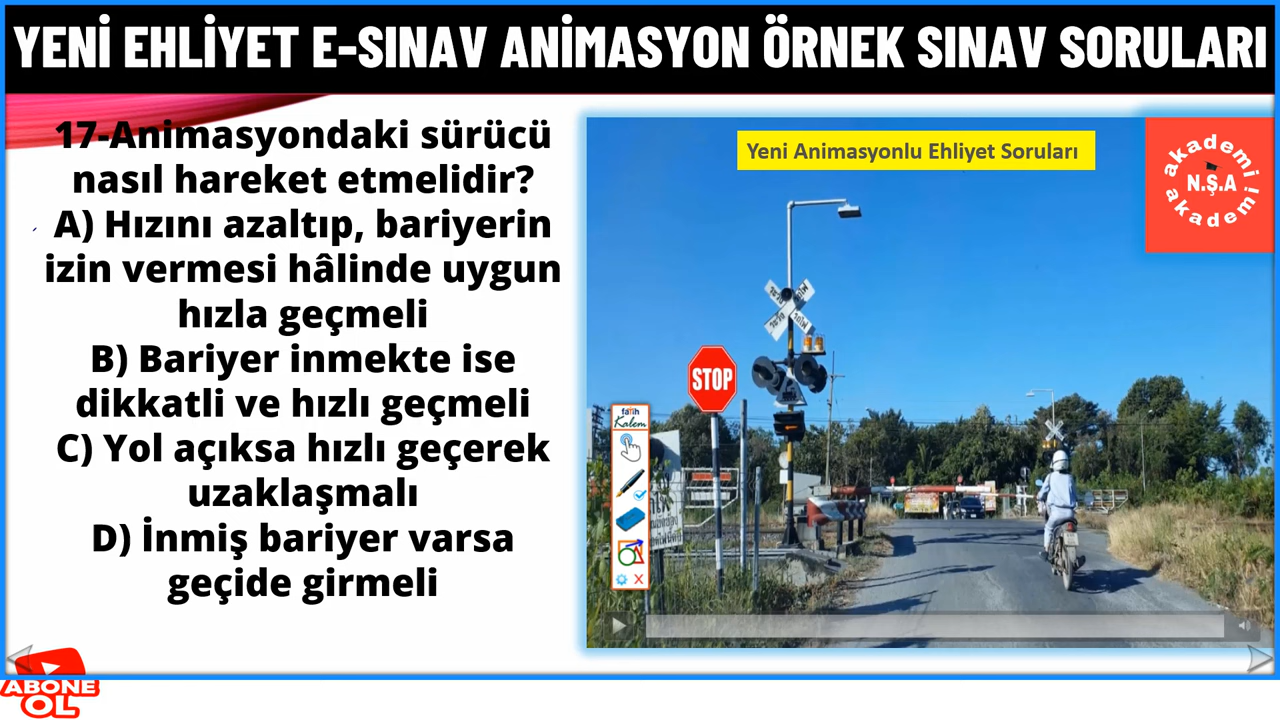 YENİ EHLİYET E-SINAV ANİMASYON ÖRNEK SINAV SORULARI
17-Animasyondaki sürücü
nasıl hareket etmelidir?
A) Hızını azaltıp, bariyerin
izin vermesi hâlinde uygun
hızla geçmeli
B) Bariyer inmekte ise
dikkatli ve hızlı geçmeli
C) Yol açıksa hızlı geçerek
uzaklaşmalı
D) İnmiş bariyer varsa
geçide girmeli
Yeni Animasyonlu Ehliyet Soruları
akademi
N.Ş.A
akademi
STOP
fatih
Kalem
ABONE
OL